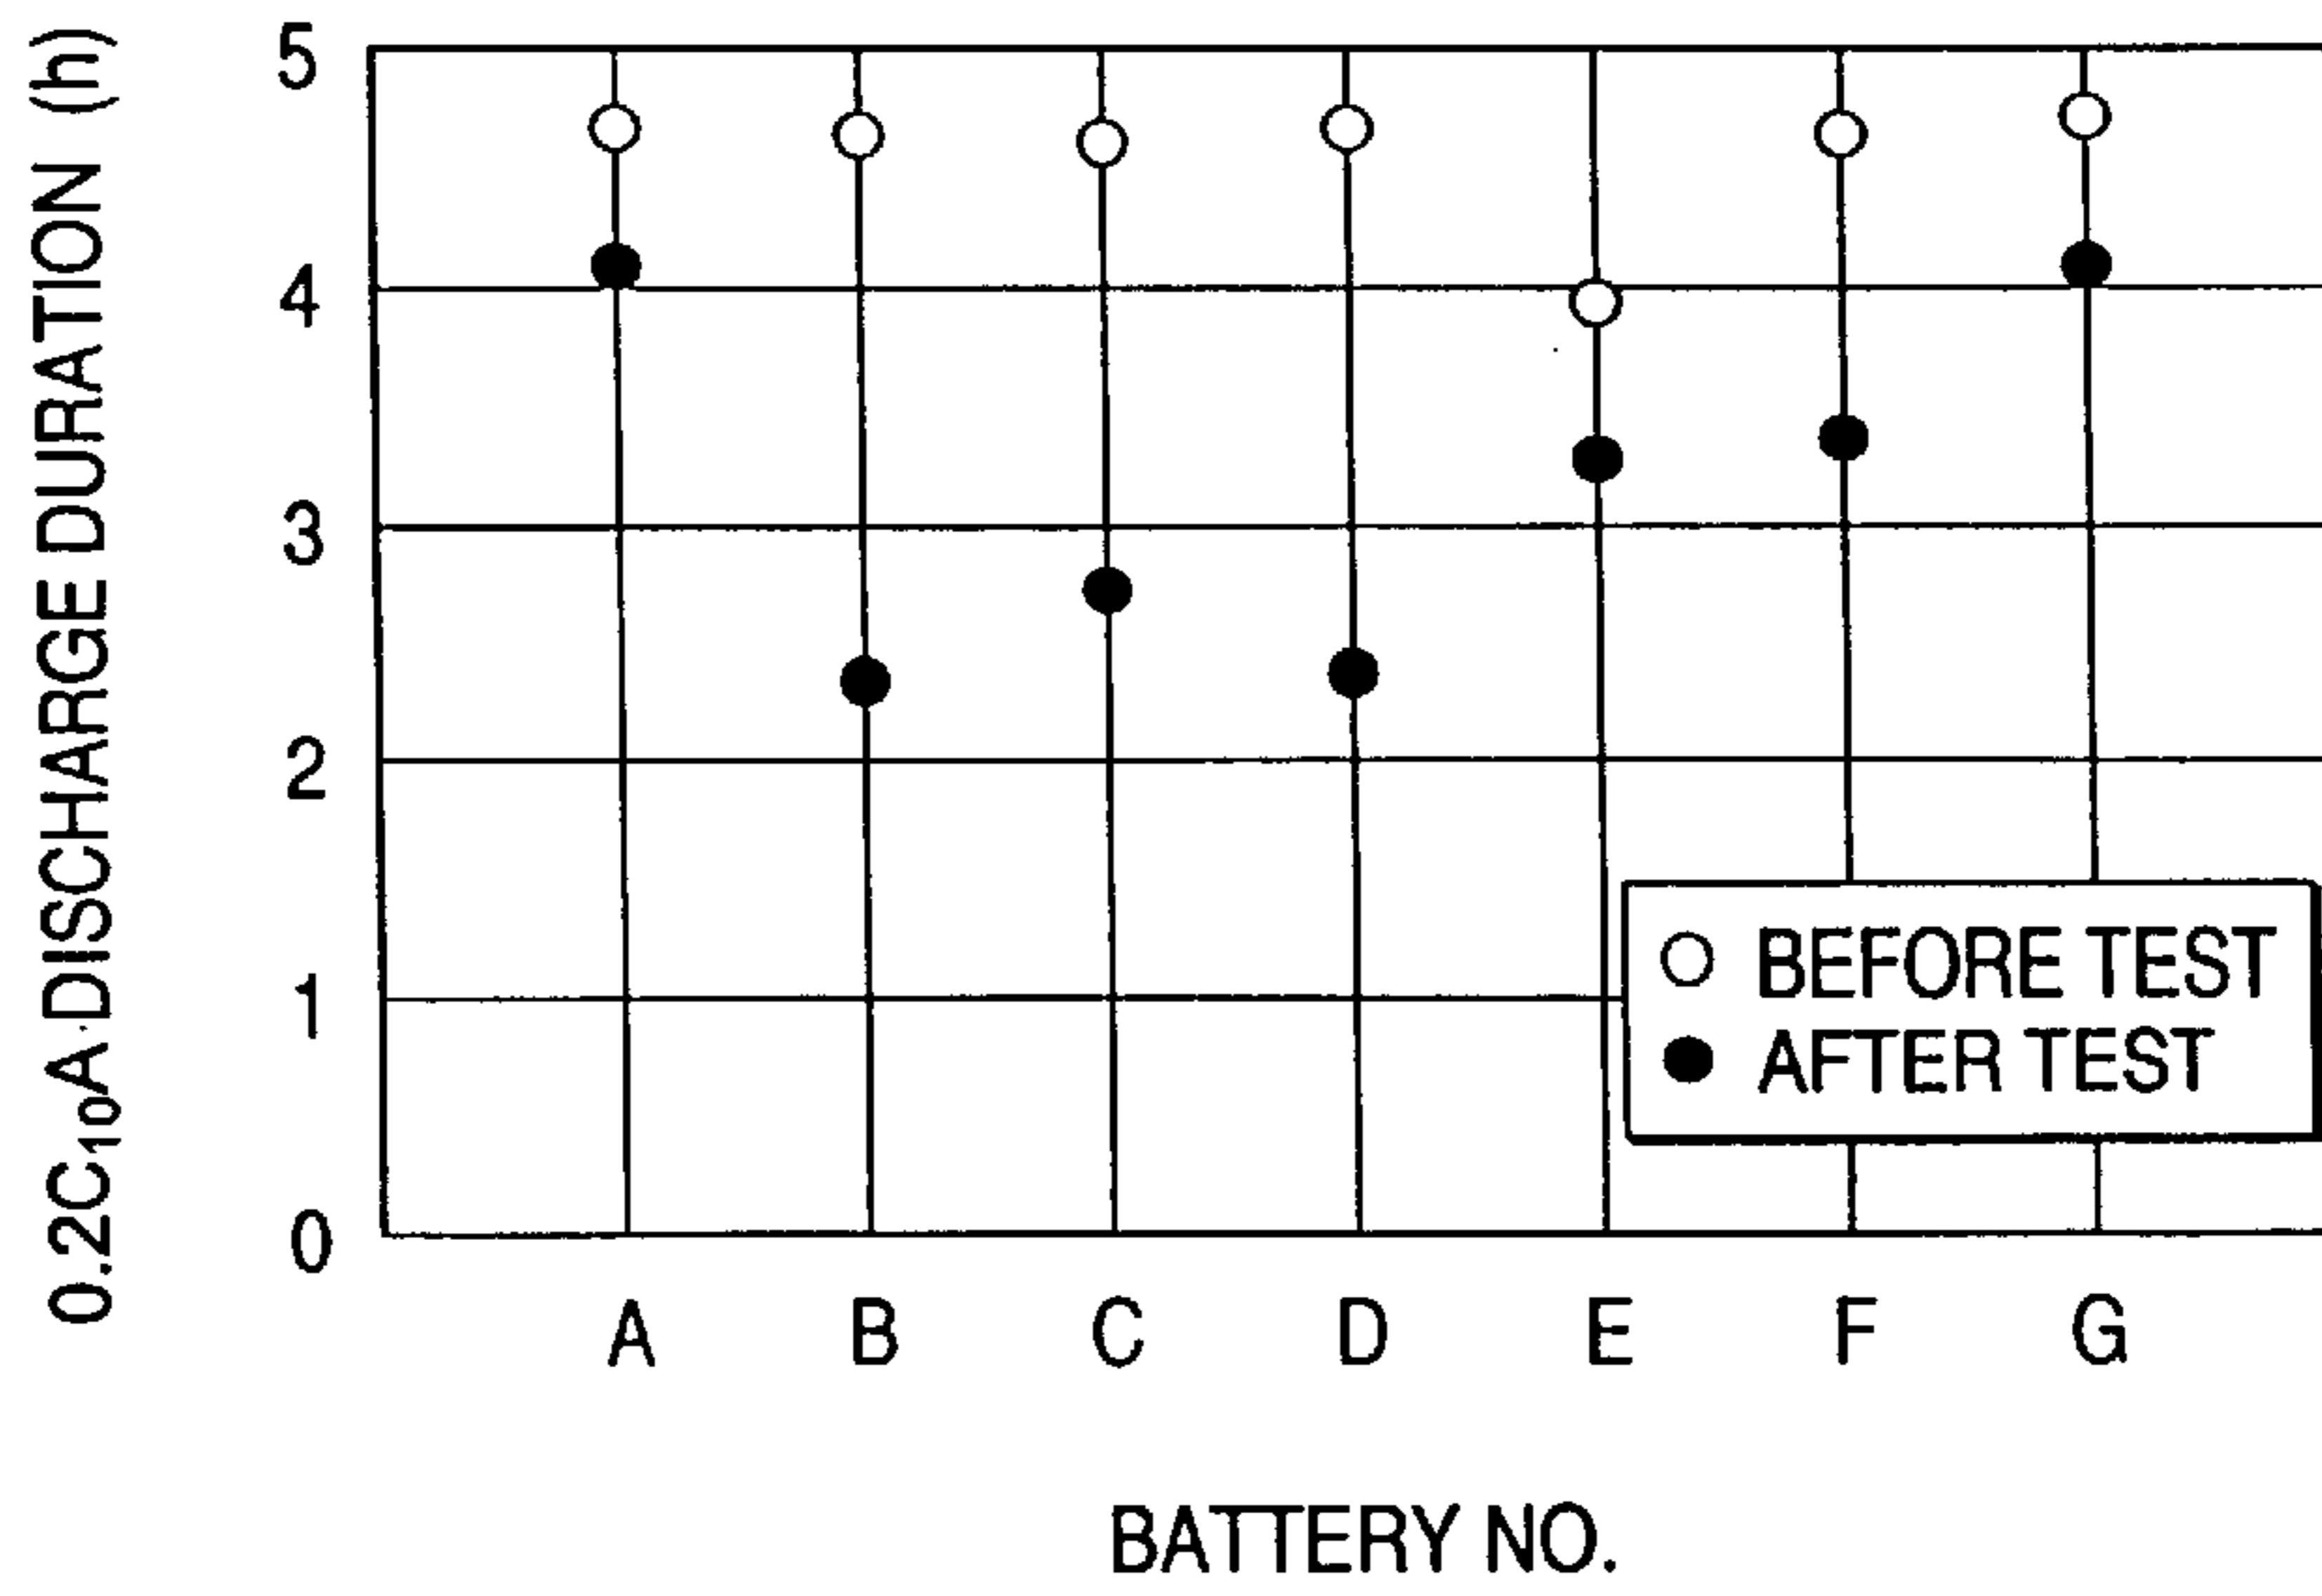 0.2C10A DISCHARGE DURATION (h)
5
4
3
2
1
0
BEFORE TEST
AFTER TEST
A B C D E F G
BATTERY NO.